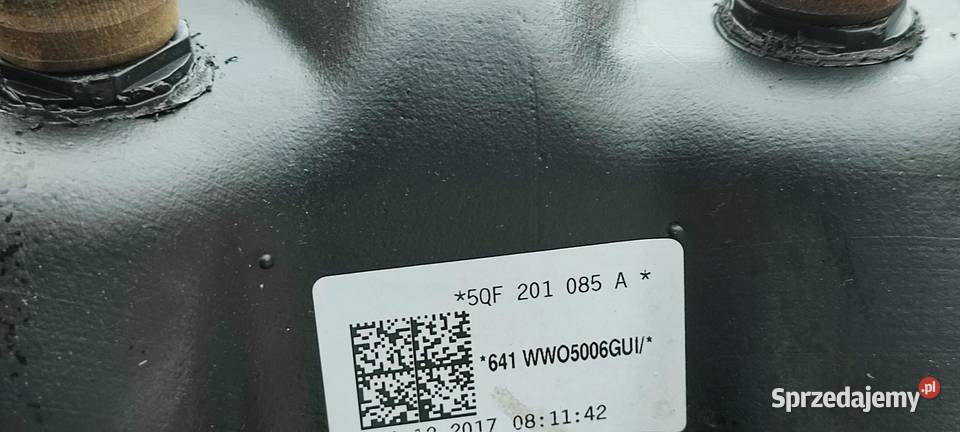 *5QF 201 085 A *
*641 WWO5006GUI/*
2017 08:11:42
Sprzedajemy.pl